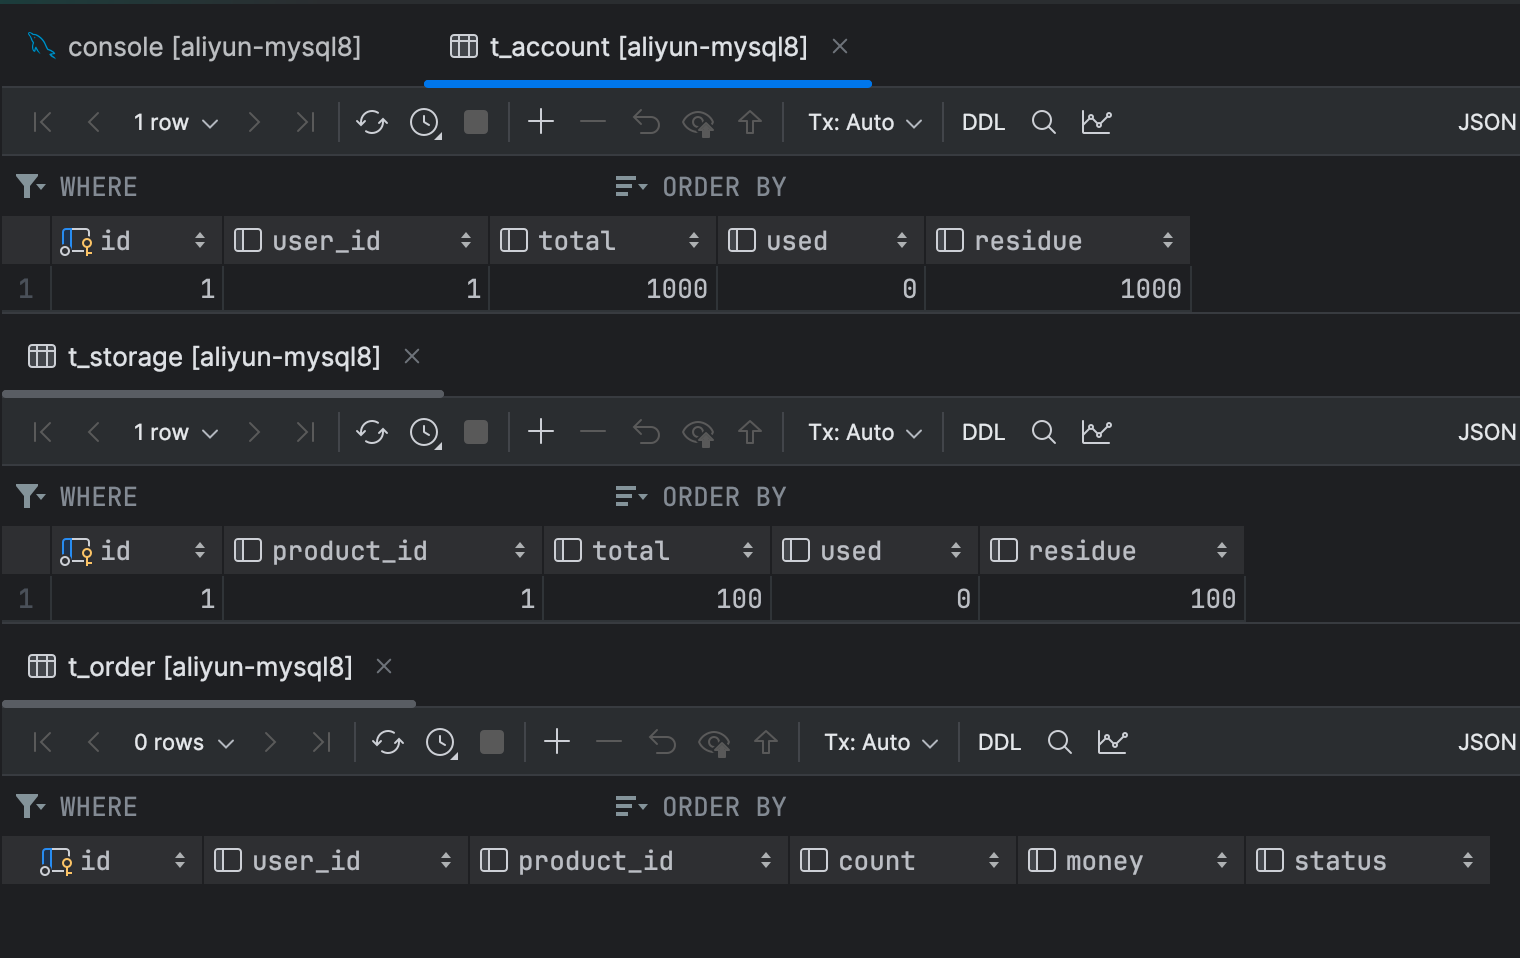 console [aliyun-mysql8] t_account [aliyun-mysql8]
1 row Tx: Auto DDL JSON
WHERE ORDER BY
id user_id total used residue
1 1 1 1000 0 1000
t_storage [aliyun-mysql8]
1 row Tx: Auto DDL JSON
WHERE ORDER BY
id product_id total used residue
1 1 1 100 0 100
t_order [aliyun-mysql8]
0 rows Tx: Auto DDL JSON
WHERE ORDER BY
id user_id product_id count money status